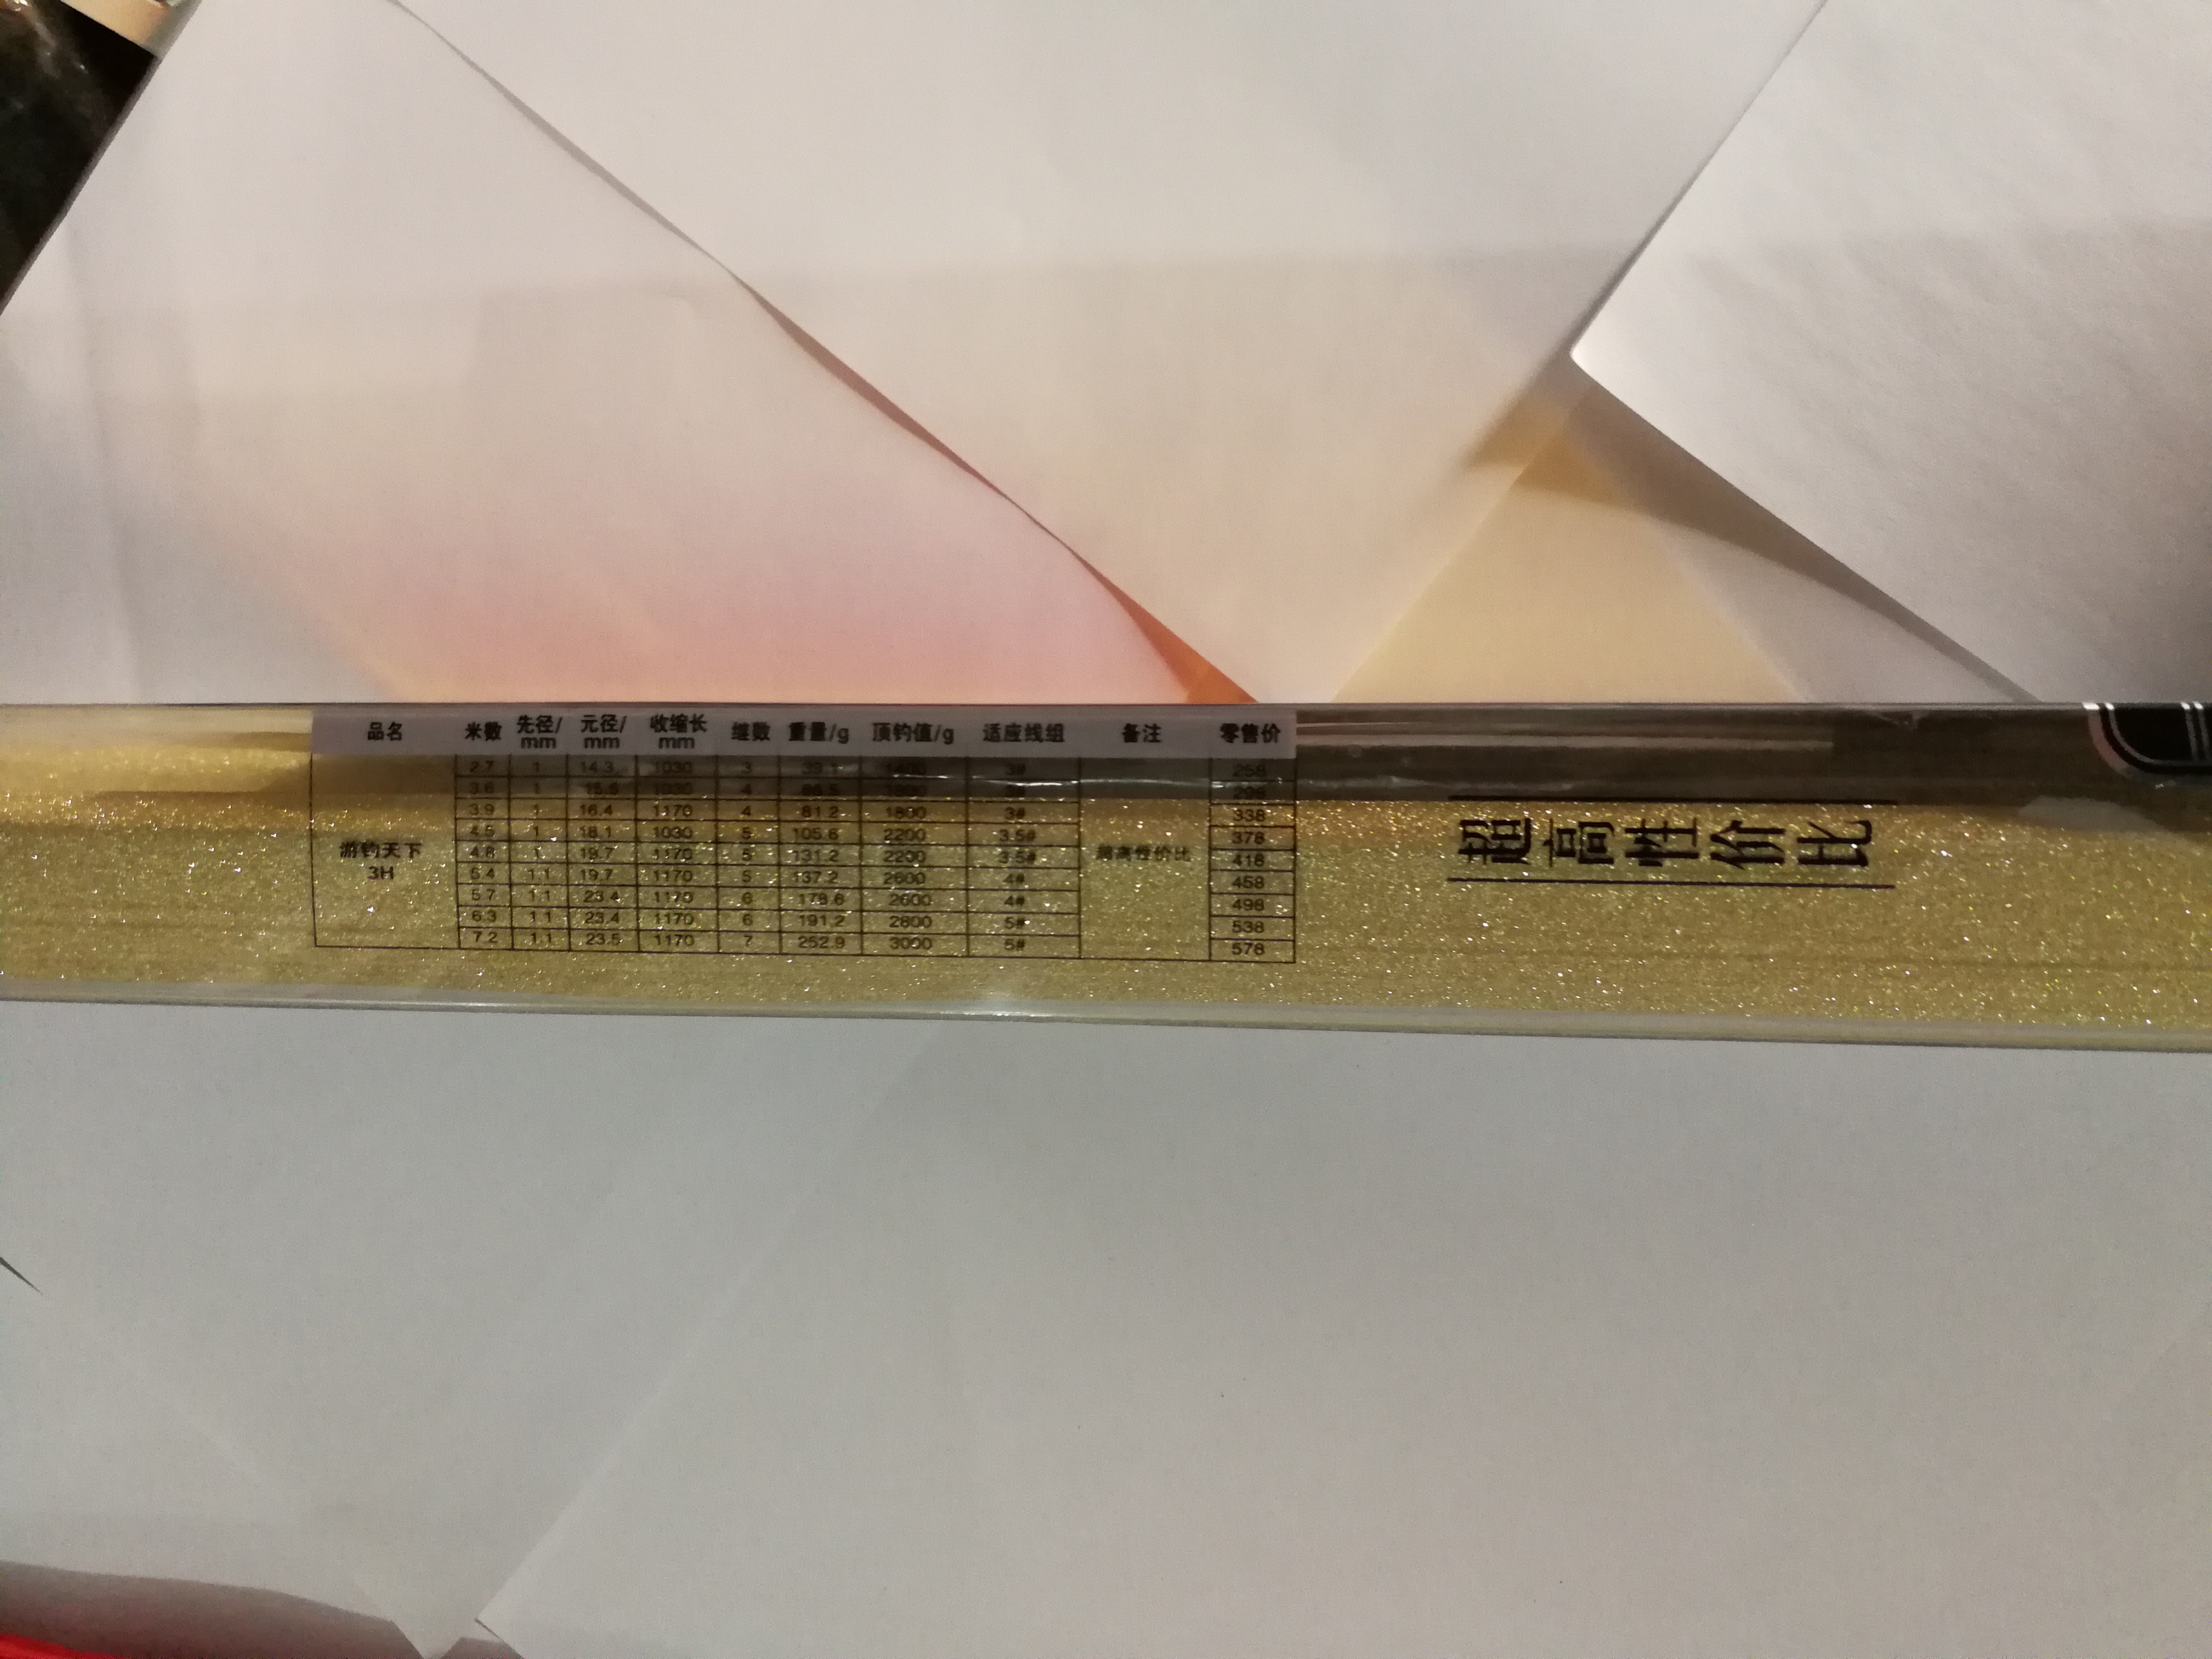 品名 米数 先径/mm 元径/mm 收缩长mm 继数 重量/g 顶钓值/g 适应线组 备注 零售价
游钓天下 3H
超高性价比
2.7 1 14.3 1030 3 3# 258
3.6 1 1030 4
3.9 1 16.4 1170 4 81.2 1800 3# 338
4.5 1 18.1 1030 5 105.6 2200 3.5# 378
4.8 1 19.7 1170 5 131.2 2200 3.5# 418
5.4 1.1 19.7 1170 5 137.2 2600 4# 458
5.7 1.1 23.4 1170 6 178.6 2600 4# 498
6.3 1.1 23.4 1170 6 191.2 2800 5# 538
7.2 1.1 23.5 1170 7 252.9 3000 5# 578
超高性价比